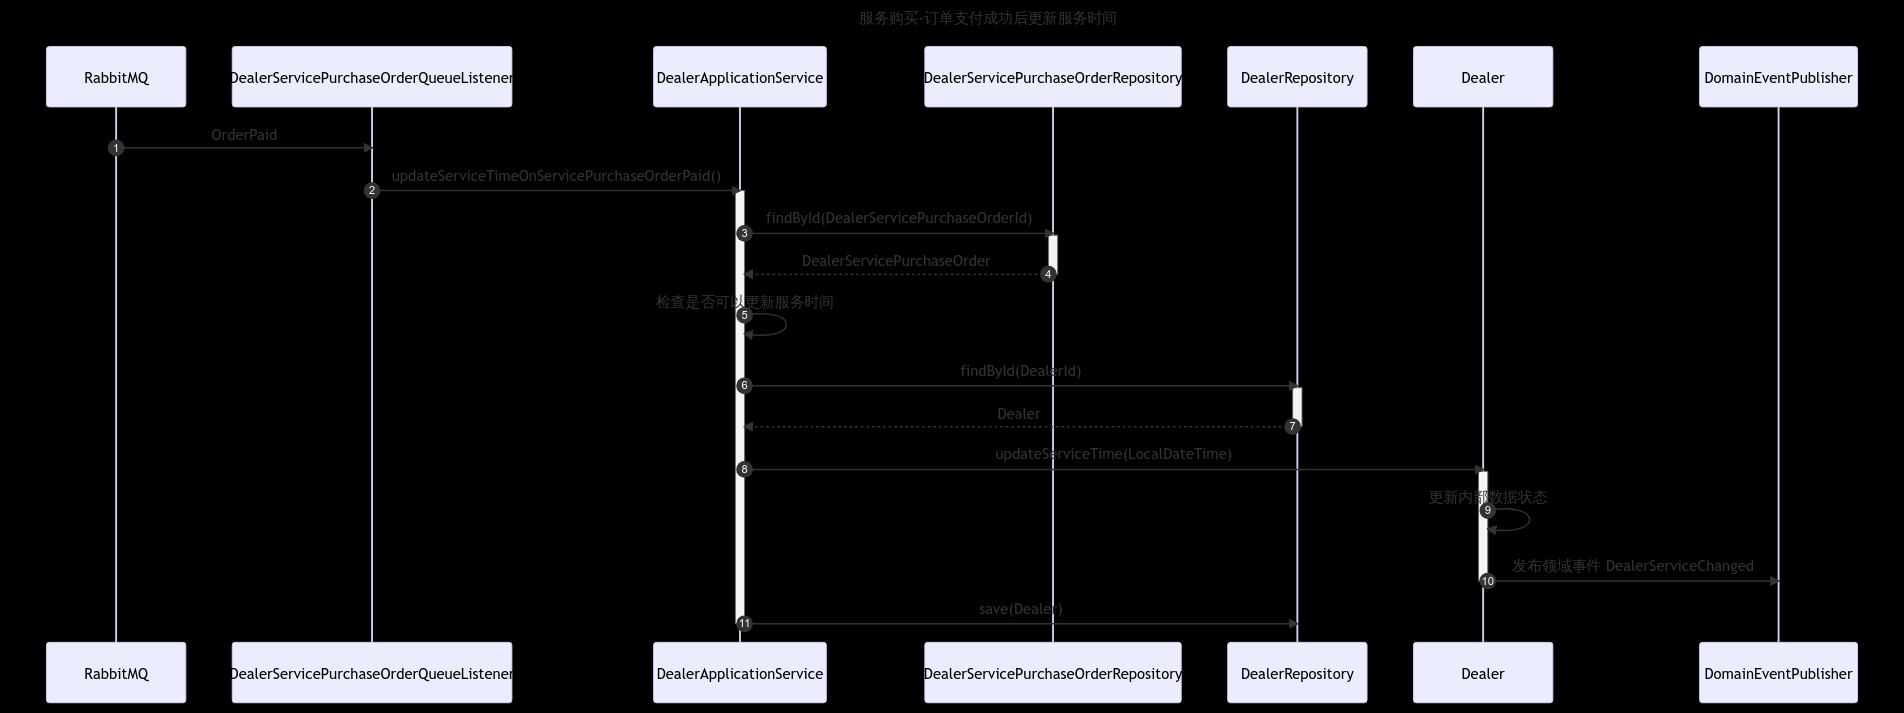 服务购买-订单支付成功后更新服务时间
RabbitMQ
DealerServicePurchaseOrderQueueListener
DealerApplicationService
DealerServicePurchaseOrderRepository
DealerRepository
Dealer
DomainEventPublisher
1
OrderPaid
2
updateServiceTimeOnServicePurchaseOrderPaid()
3
findById(DealerServicePurchaseOrderId)
4
DealerServicePurchaseOrder
5
检查是否可以更新服务时间
6
findById(DealerId)
7
Dealer
8
updateServiceTime(LocalDateTime)
9
更新内部数据状态
10
发布领域事件 DealerServiceChanged
11
save(Dealer)
RabbitMQ
DealerServicePurchaseOrderQueueListener
DealerApplicationService
DealerServicePurchaseOrderRepository
DealerRepository
Dealer
DomainEventPublisher